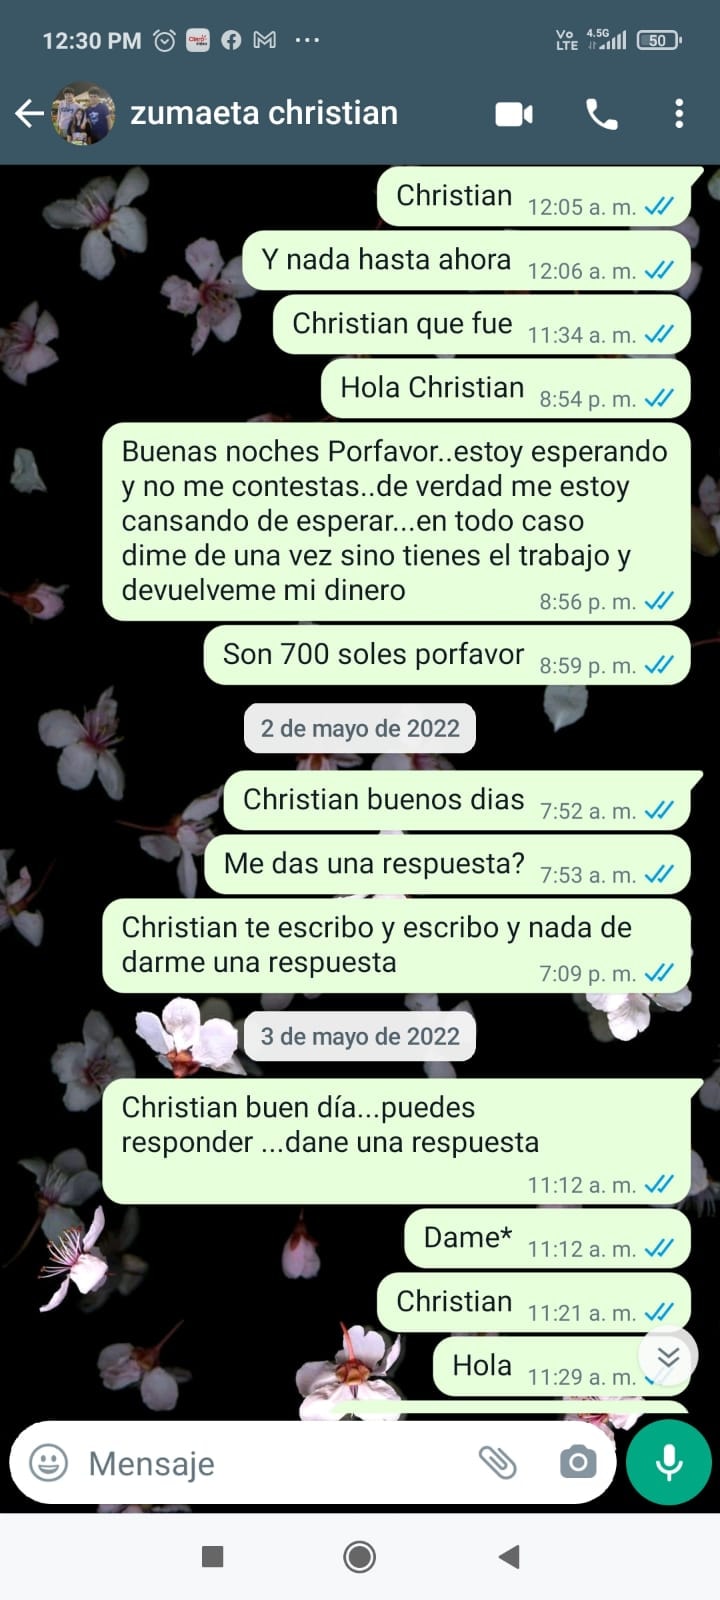 12:30 PM
Vo
LTE
4.5G
50
zumaeta christian
Christian 12:05 a. m.
Y nada hasta ahora 12:06 a. m.
Christian que fue 11:34 a. m.
Hola Christian 8:54 p. m.
Buenas noches Porfavor..estoy esperando
y no me contestas..de verdad me estoy
cansando de esperar...en todo caso
dime de una vez sino tienes el trabajo y
devuelveme mi dinero 8:56 p. m.
Son 700 soles porfavor 8:59 p. m.
2 de mayo de 2022
Christian buenos dias 7:52 a. m.
Me das una respuesta? 7:53 a. m.
Christian te escribo y escribo y nada de
darme una respuesta 7:09 p. m.
3 de mayo de 2022
Christian buen día...puedes
responder ...dane una respuesta
11:12 a. m.
Dame* 11:12 a. m.
Christian 11:21 a. m.
Hola 11:29 a. m.
Mensaje